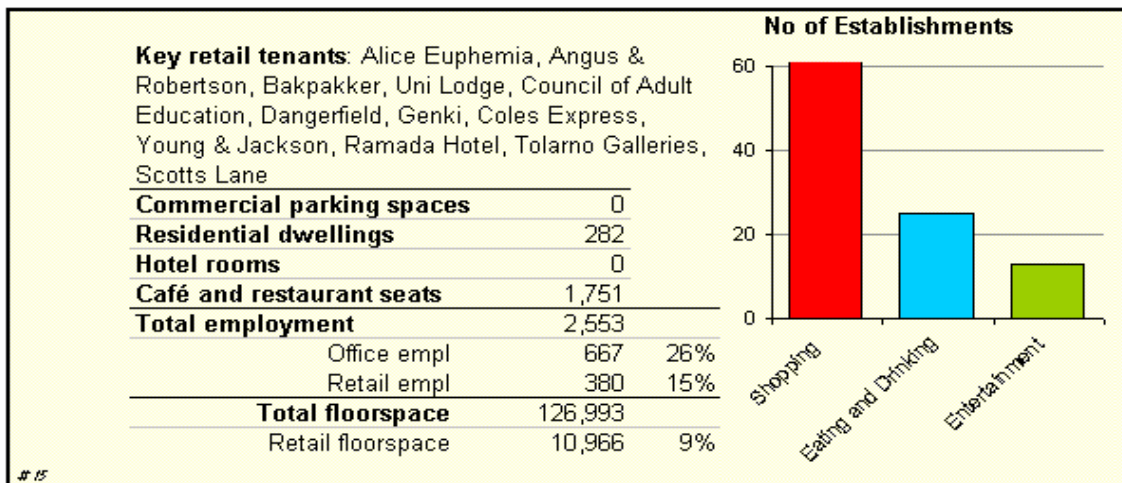 Key retail tenants: Alice Euphemia, Angus &
Robertson, Bakpakker, Uni Lodge, Council of Adult
Education, Dangerfield, Genki, Coles Express,
Young & Jackson, Ramada Hotel, Tolarno Galleries,
Scotts Lane
Commercial parking spaces 0
Residential dwellings 282
Hotel rooms 0
Café and restaurant seats 1,751
Total employment 2,553
Office empl 667 26%
Retail empl 380 15%
Total floorspace 126,993
Retail floorspace 10,966 9%
# 15
No of Establishments
60
40
20
0
Shopping
Eating and Drinking
Entertainment